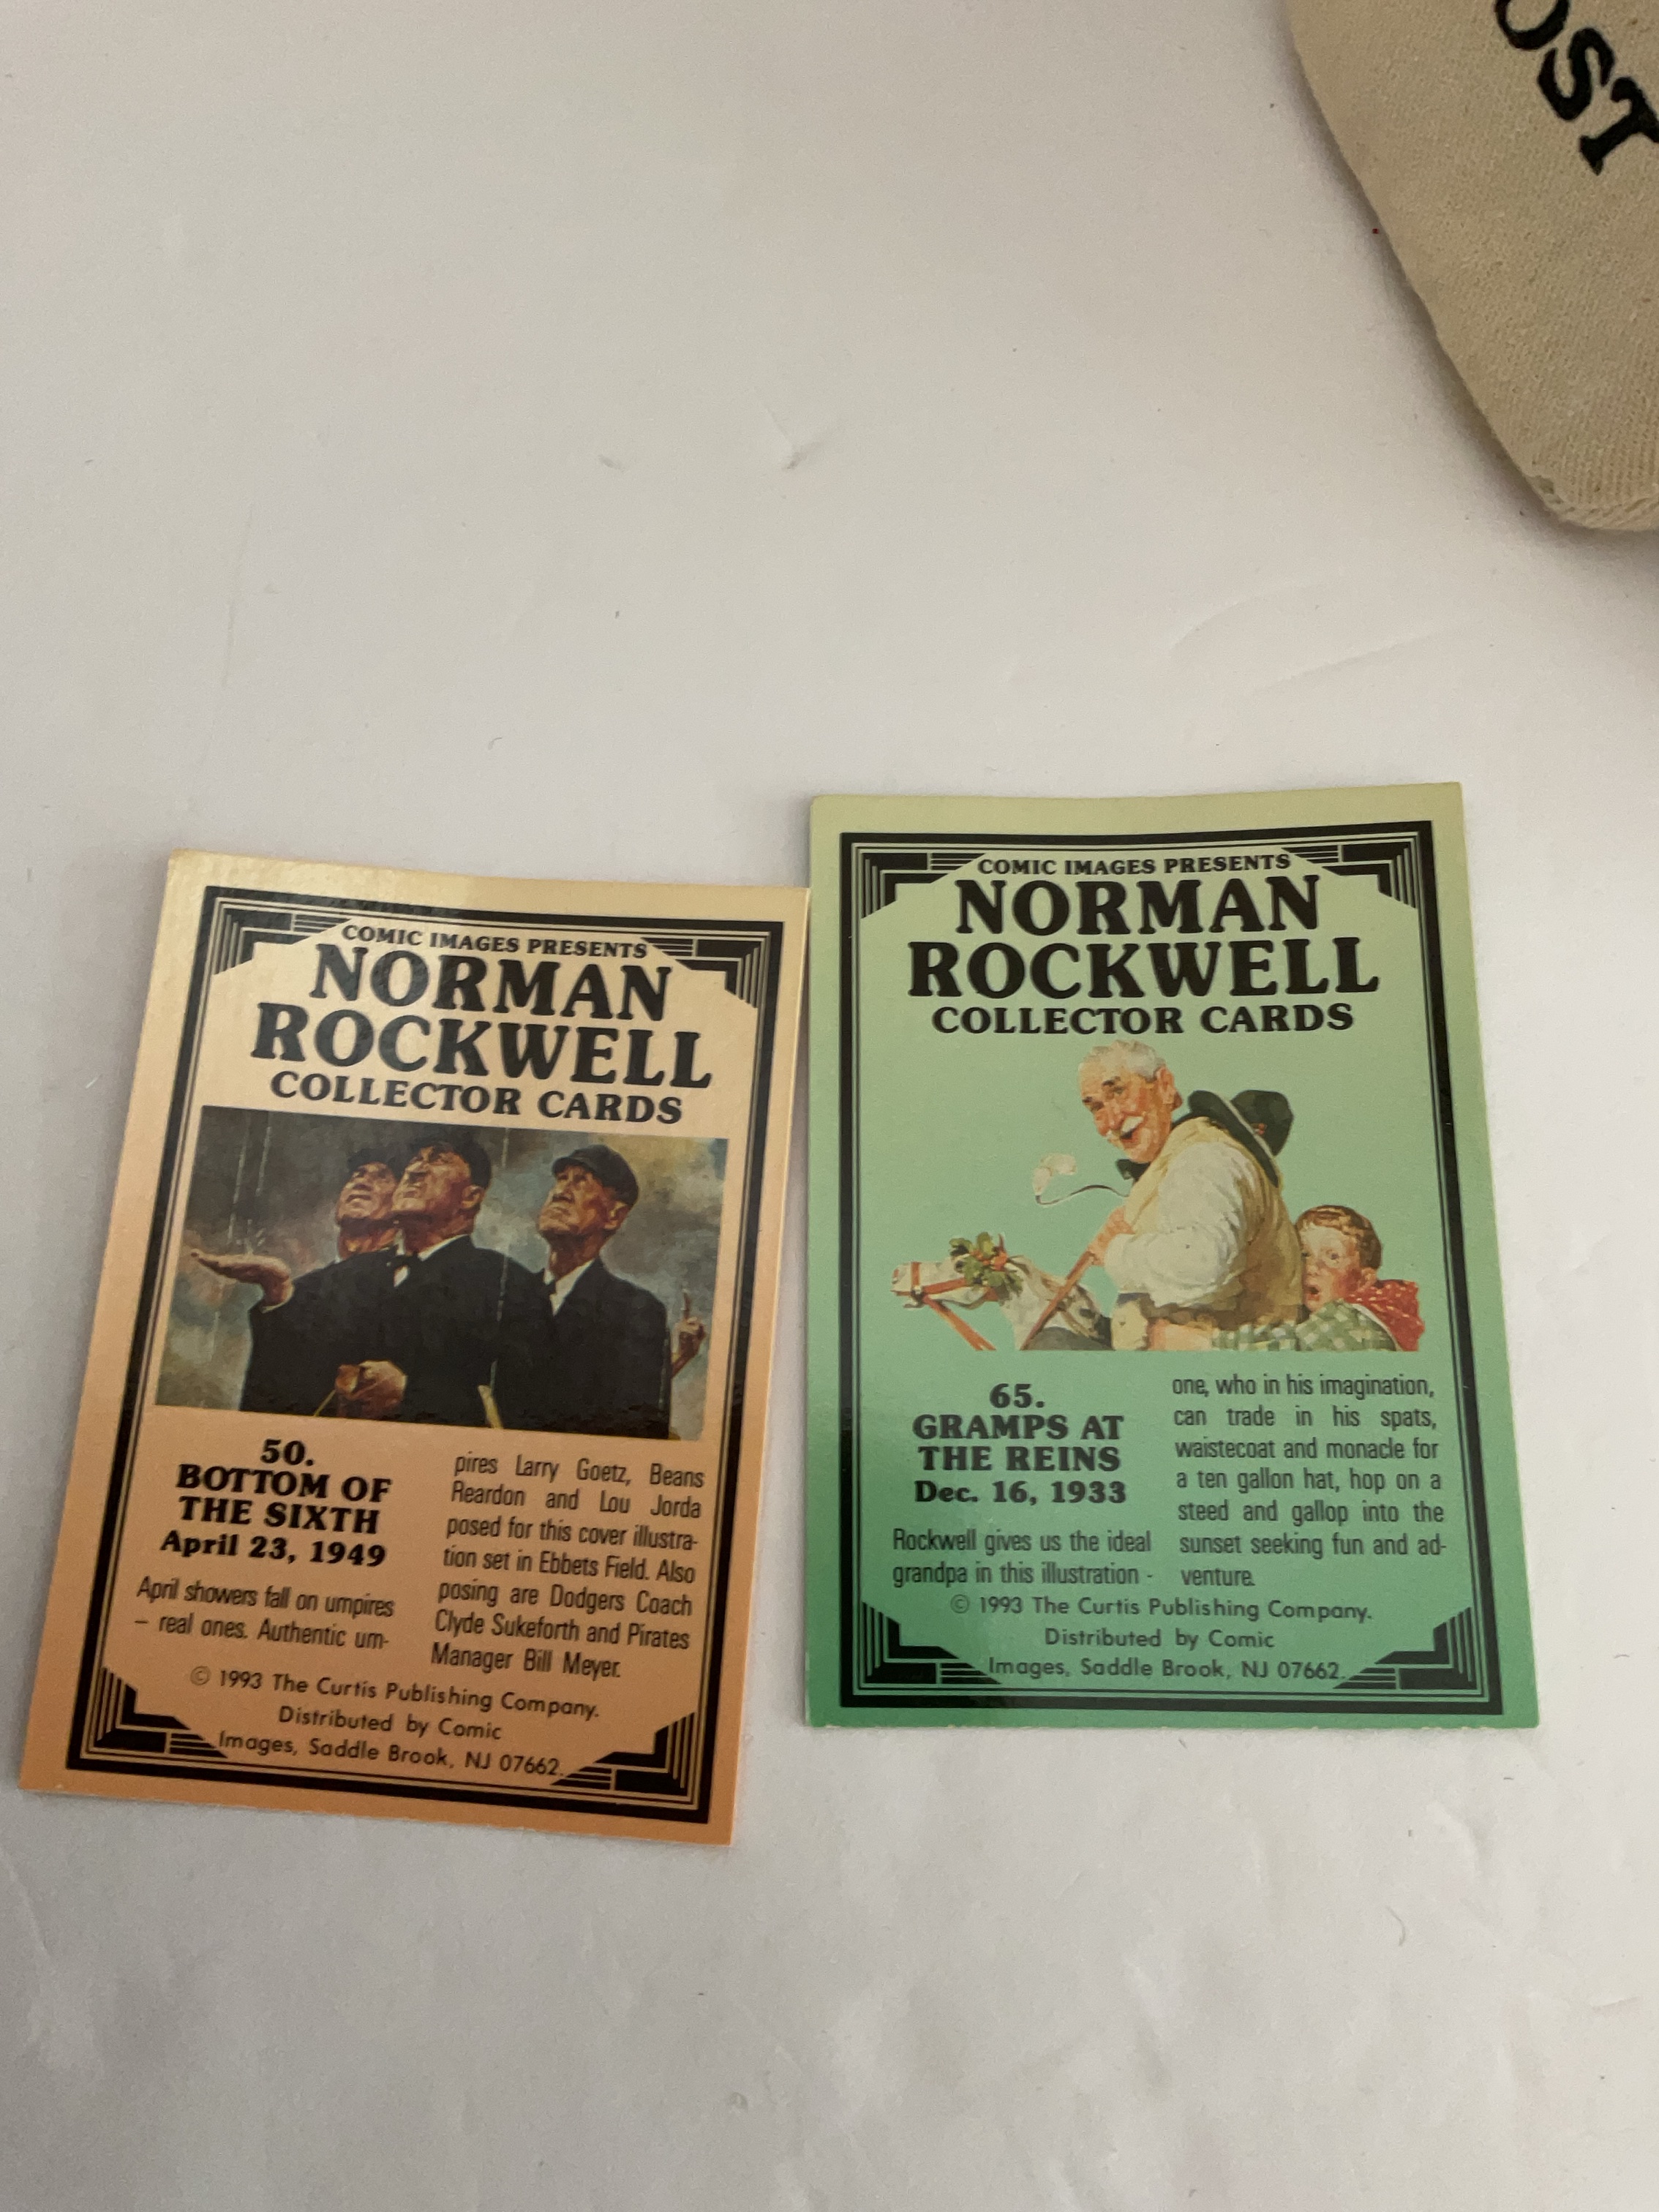 OST
COMIC IMAGES PRESENTS
NORMAN
ROCKWELL
COLLECTOR CARDS
50.
BOTTOM OF
THE SIXTH
April 23, 1949
April showers fall on umpires
– real ones. Authentic um-
pires Larry Goetz, Beans
Reardon and Lou Jorda
posed for this cover illustra-
tion set in Ebbets Field. Also
posing are Dodgers Coach
Clyde Sukeforth and Pirates
Manager Bill Meyer.
© 1993 The Curtis Publishing Company.
Distributed by Comic
Images, Saddle Brook, NJ 07662.
COMIC IMAGES PRESENTS
NORMAN
ROCKWELL
COLLECTOR CARDS
65.
GRAMPS AT
THE REINS
Dec. 16, 1933
Rockwell gives us the ideal
grandpa in this illustration -
one, who in his imagination,
can trade in his spats,
waistecoat and monacle for
a ten gallon hat, hop on a
steed and gallop into the
sunset seeking fun and ad-
venture.
© 1993 The Curtis Publishing Company.
Distributed by Comic
Images, Saddle Brook, NJ 07662.